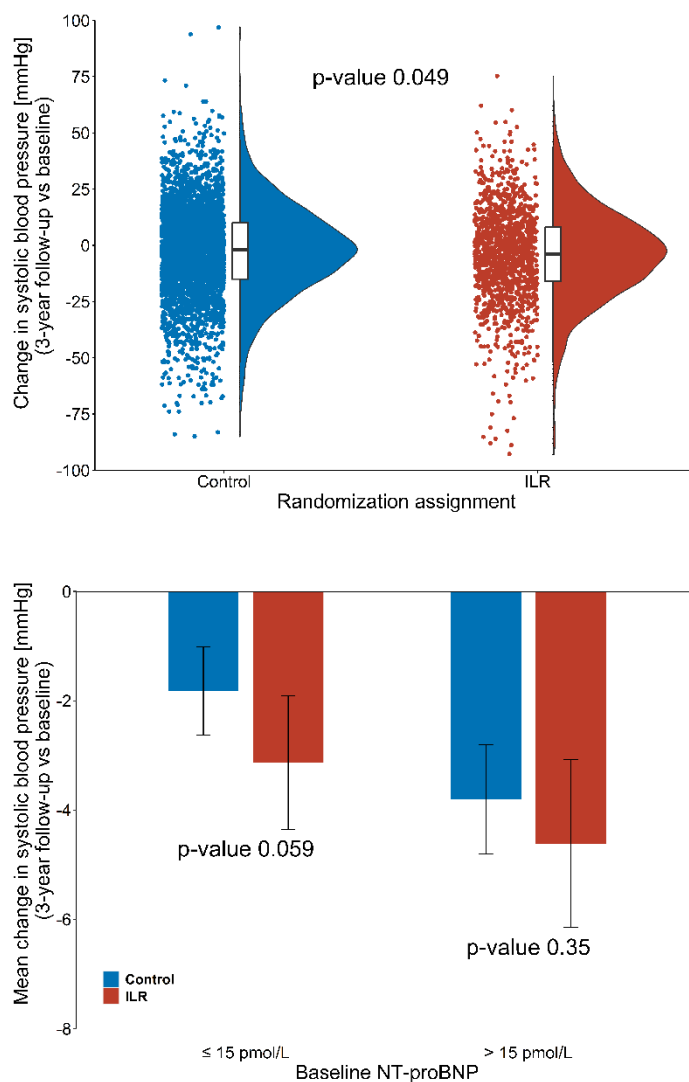 Change in systolic blood pressure [mmHg]
(3-year follow-up vs baseline)
100
75
50
25
0
-25
-50
-75
-100
p-value 0.049
Control
ILR
Randomization assignment
Mean change in systolic blood pressure [mmHg]
(3-year follow-up vs baseline)
0
-2
-4
-6
-8
p-value 0.059
p-value 0.35
Control
ILR
≤ 15 pmol/L
> 15 pmol/L
Baseline NT-proBNP